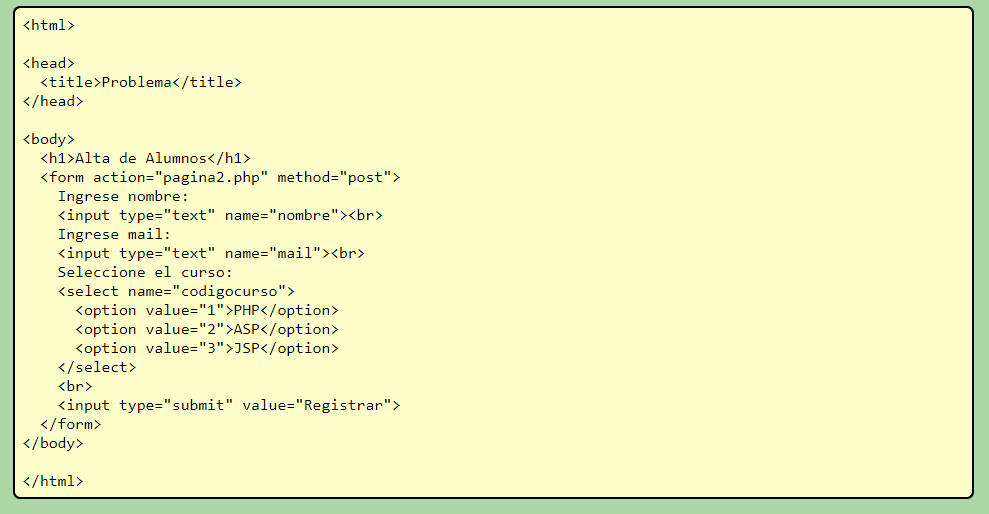 <html>
<head>
<title>Problema</title>
</head>
<body>
<h1>Alta de Alumnos</h1>
<form action="pagina2.php" method="post">
Ingrese nombre:
<input type="text" name="nombre"><br>
Ingrese mail:
<input type="text" name="mail"><br>
Seleccione el curso:
<select name="codigocurso">
<option value="1">PHP</option>
<option value="2">ASP</option>
<option value="3">JSP</option>
</select>
<br>
<input type="submit" value="Registrar">
</form>
</body>
</html>